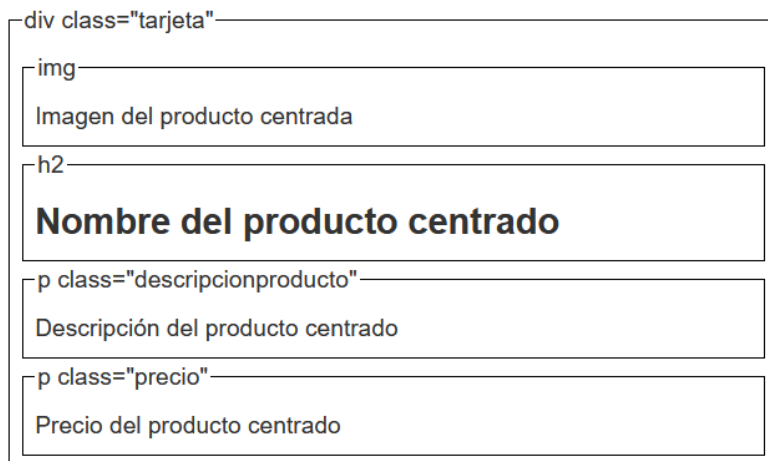 div class="tarjeta"
img
Imagen del producto centrada
h2
Nombre del producto centrado
p class="descripcionproducto"
Descripción del producto centrado
p class="precio"
Precio del producto centrado